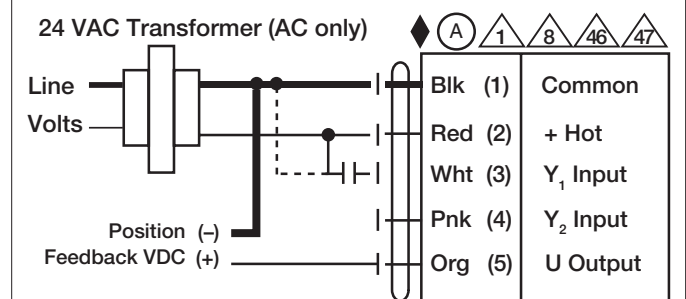 24 VAC Transformer (AC only)
A 1 8 46 47
Line
Volts
Blk (1) Common
Red (2) + Hot
Wht (3) Y1 Input
Pnk (4) Y2 Input
Org (5) U Output
Position (–)
Feedback VDC (+)